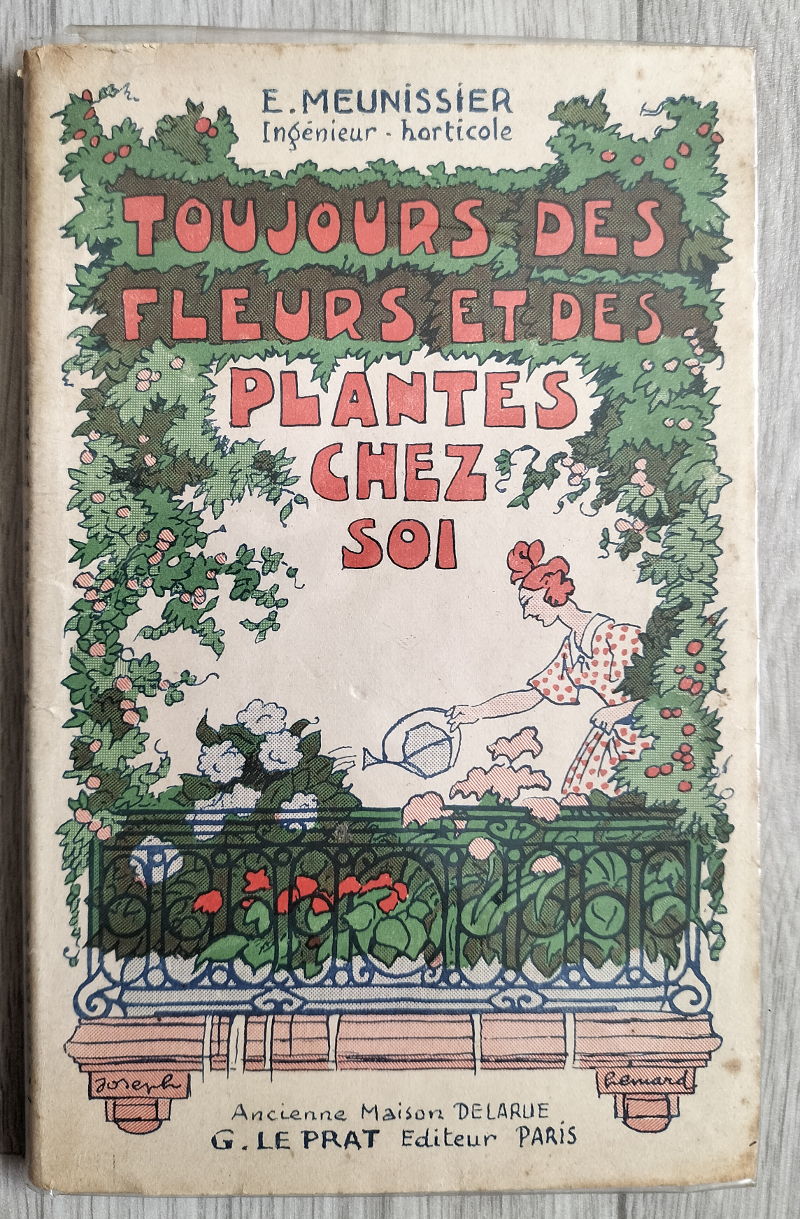 E. MEUNISSIER
Ingénieur - horticole
TOUJOURS DES
FLEURS ET DES
PLANTES
CHEZ
SOI
Joseph Hémard.
Ancienne Maison DELARUE
G. LE PRAT Editeur PARIS